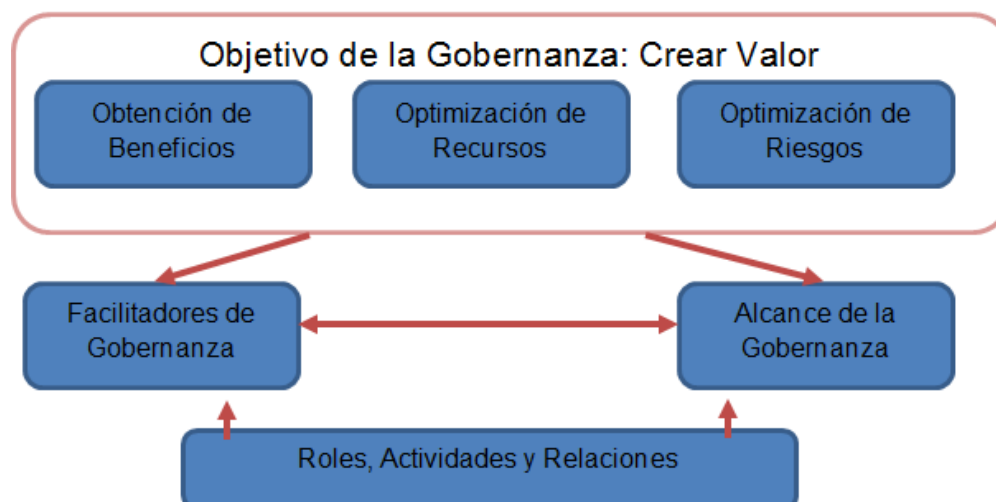 Objetivo de la Gobernanza: Crear Valor
Obtención de
Beneficios
Optimización de
Recursos
Optimización de
Riesgos
Facilitadores de
Gobernanza
Alcance de la
Gobernanza
Roles, Actividades y Relaciones